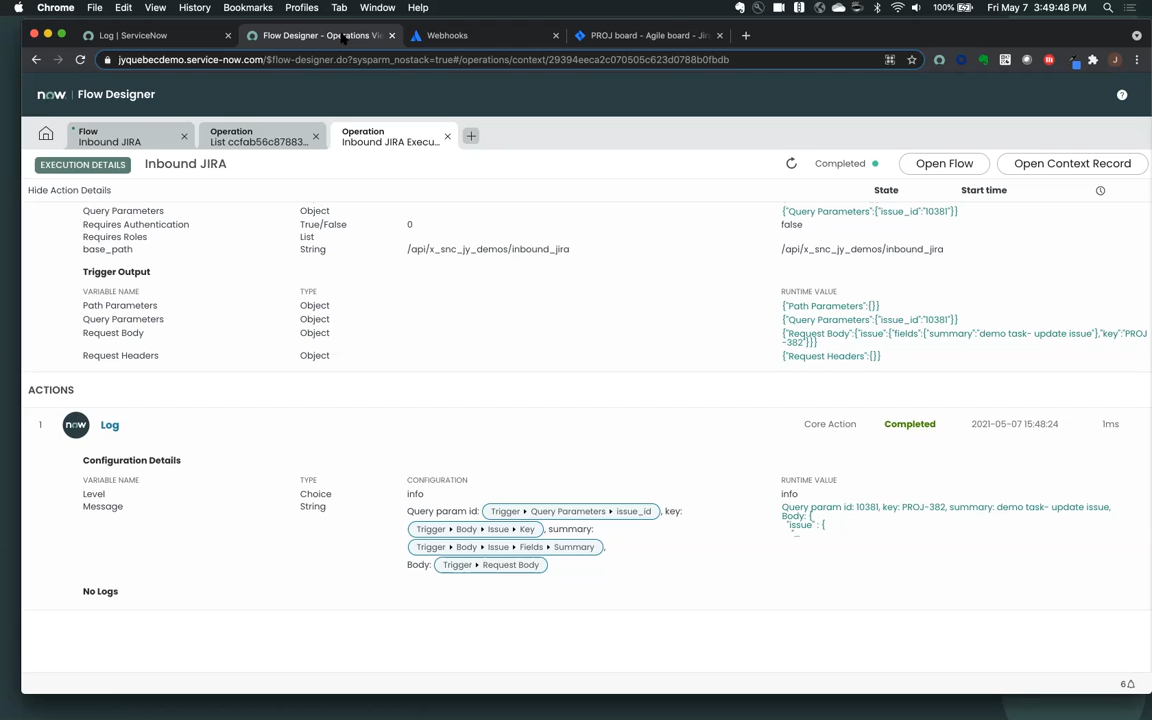 Chrome File Edit View History Bookmarks Profiles Tab Window Help 100% Fri May 7 3:49:48 PM
Log | ServiceNow Flow Designer - Operations Vie Webhooks PROJ board - Agile board - Jir
jyquebecdemo.service-now.com/$flow-designer.do?sysparm_nostack=true#/operations/context/29394eeca2c070505c623d0788b0fbdb J
now. Flow Designer ?
Flow Operation Operation
Inbound JIRA List ccfab56c87883... Inbound JIRA Execu...
EXECUTION DETAILS Inbound JIRA Completed Open Flow Open Context Record
Hide Action Details State Start time
Query Parameters Object {"Query Parameters":{"issue_id":"10381"}}
Requires Authentication True/False 0 false
Requires Roles List
base_path String /api/x_snc_jy_demos/inbound_jira /api/x_snc_jy_demos/inbound_jira
Trigger Output
VARIABLE NAME TYPE RUNTIME VALUE
Path Parameters Object {"Path Parameters":{}}
Query Parameters Object {"Query Parameters":{"issue_id":"10381"}}
Request Body Object {"Request Body":{"issue":{"fields":{"summary":"demo task- update issue"},"key":"PROJ
-382"}}}
Request Headers Object {"Request Headers":{}}
ACTIONS
1 now Log Core Action Completed 2021-05-07 15:48:24 1ms
Configuration Details
VARIABLE NAME TYPE CONFIGURATION RUNTIME VALUE
Level Choice info info
Message String Query param id: Trigger Query Parameters issue_id , key: Query param id: 10381, key: PROJ-382, summary: demo task- update issue,
Body: {
Trigger Body Issue Key , summary: "issue" : {
Trigger Body Issue Fields Summary ,
Body: Trigger Request Body
No Logs
6